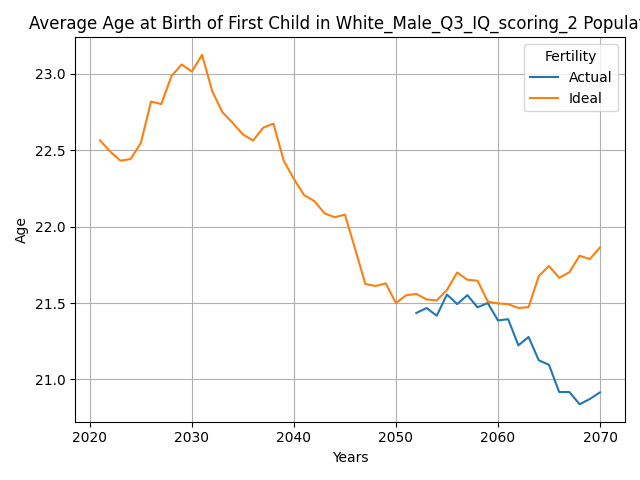 Average Age at Birth of First Child in White_Male_Q3_IQ_scoring_2 Populat
Fertility
Actual
Ideal
23.0
22.5
22.0
21.5
21.0
Age
2020
2030
2040
2050
2060
2070
Years